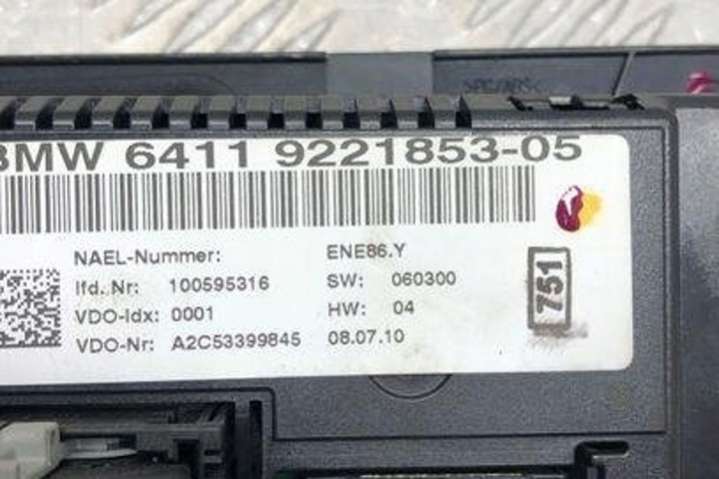 BMW 6411 9221853-05
NAEL-Nummer: ENE86.Y
lfd. Nr: 100595316 SW: 060300
VDO-Idx: 0001 HW: 04
VDO-Nr: A2C53399845 08.07.10
751